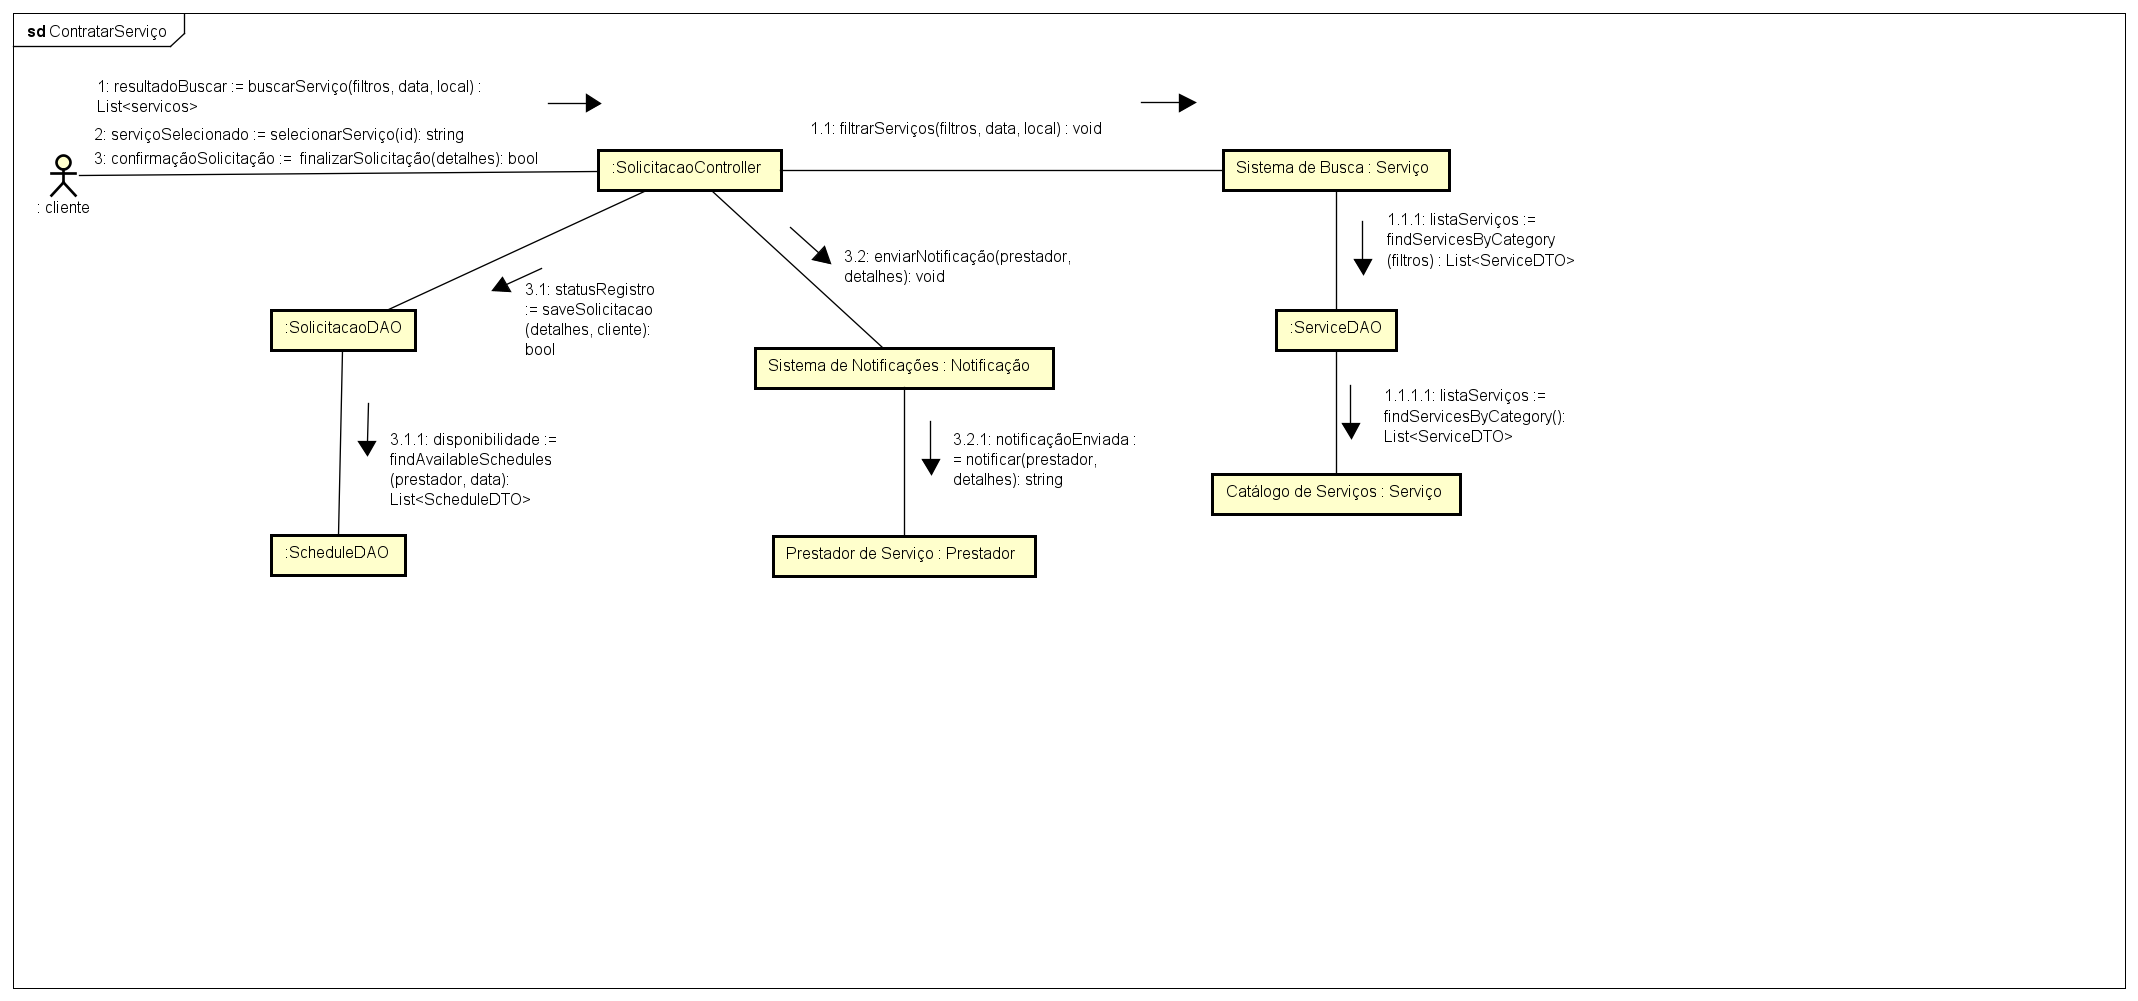 sd ContratarServiço
1: resultadoBuscar := buscarServiço(filtros, data, local) :
List<servicos>
2: serviçoSelecionado := selecionarServiço(id): string
3: confirmaçãoSolicitação := finalizarSolicitação(detalhes): bool
: cliente
:SolicitacaoController
1.1: filtrarServiços(filtros, data, local) : void
Sistema de Busca : Serviço
1.1.1: listaServiços :=
findServicesByCategory
(filtros) : List<ServiceDTO>
3.2: enviarNotificação(prestador,
detalhes): void
3.1: statusRegistro
:= saveSolicitacao
(detalhes, cliente):
bool
:SolicitacaoDAO
Sistema de Notificações : Notificação
:ServiceDAO
1.1.1.1: listaServiços :=
findServicesByCategory():
List<ServiceDTO>
3.1.1: disponibilidade :=
findAvailableSchedules
(prestador, data):
List<ScheduleDTO>
3.2.1: notificaçãoEnviada :
= notificar(prestador,
detalhes): string
Catálogo de Serviços : Serviço
:ScheduleDAO
Prestador de Serviço : Prestador